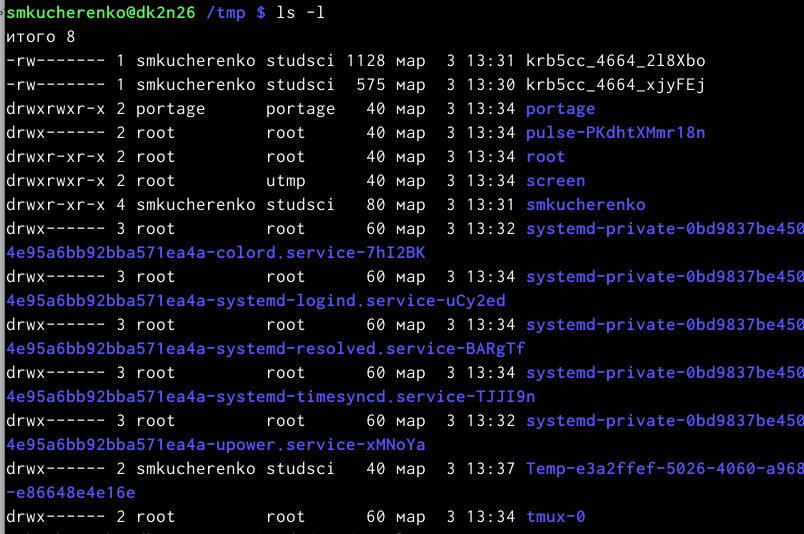 smkucherenko@dk2n26 /tmp $ ls -l
итого 8
-rw------- 1 smkucherenko studsci 1128 мар  3 13:31 krb5cc_4664_2l8Xbo
-rw------- 1 smkucherenko studsci  575 мар  3 13:30 krb5cc_4664_xjyFEj
drwxrwxr-x 2 portage      portage   40 мар  3 13:34 portage
drwx------ 2 root         root      40 мар  3 13:34 pulse-PKdhtXMmr18n
drwxr-xr-x 2 root         root      40 мар  3 13:34 root
drwxrwxr-x 2 root         utmp      40 мар  3 13:34 screen
drwxr-xr-x 4 smkucherenko studsci   80 мар  3 13:31 smkucherenko
drwx------ 3 root         root      60 мар  3 13:32 systemd-private-0bd9837be450
4e95a6bb92bba571ea4a-colord.service-7hI2BK
drwx------ 3 root         root      60 мар  3 13:34 systemd-private-0bd9837be450
4e95a6bb92bba571ea4a-systemd-logind.service-uCy2ed
drwx------ 3 root         root      60 мар  3 13:34 systemd-private-0bd9837be450
4e95a6bb92bba571ea4a-systemd-resolved.service-BARgTf
drwx------ 3 root         root      60 мар  3 13:34 systemd-private-0bd9837be450
4e95a6bb92bba571ea4a-systemd-timesyncd.service-TJJI9n
drwx------ 3 root         root      60 мар  3 13:32 systemd-private-0bd9837be450
4e95a6bb92bba571ea4a-upower.service-xMNoYa
drwx------ 2 smkucherenko studsci   40 мар  3 13:37 Temp-e3a2ffef-5026-4060-a968
-e86648e4e16e
drwx------ 2 root         root      60 мар  3 13:34 tmux-0